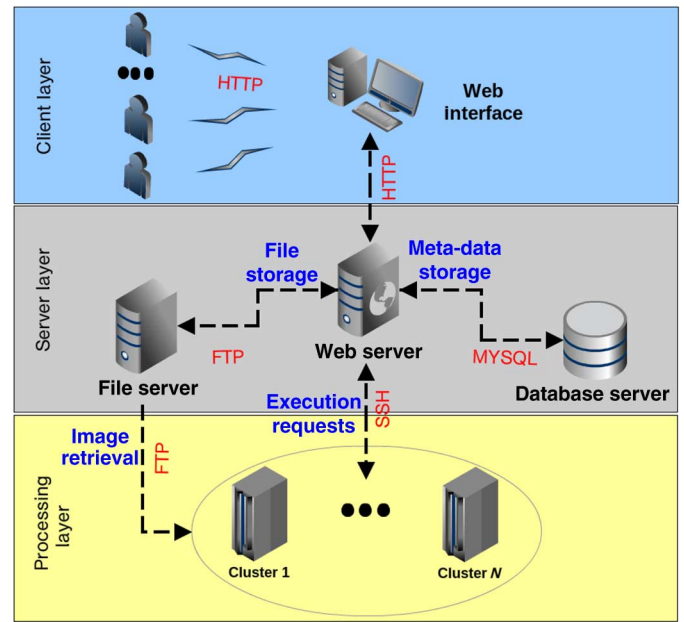 Client layer
HTTP
Web
interface
HTTP
Server layer
File
storage
Meta-data
storage
FTP
Web server
MYSQL
File server
Database server
Execution
requests
SSH
Image
retrieval
FTP
Processing
layer
Cluster 1
Cluster N